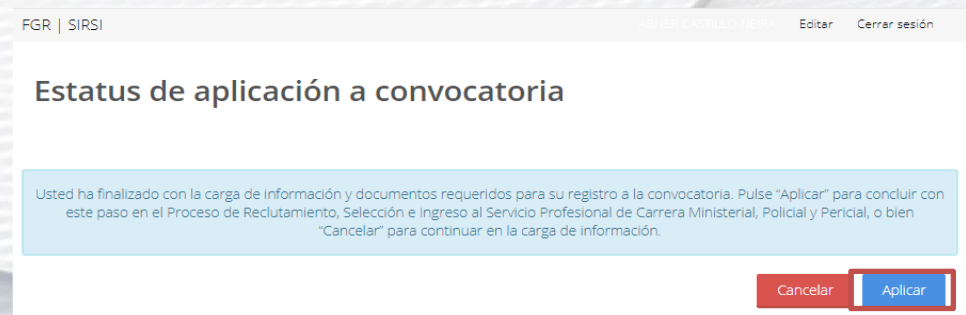 FGR | SIRSI
Editar Cerrar sesión
Estatus de aplicación a convocatoria
Usted ha finalizado con la carga de información y documentos requeridos para su registro a la convocatoria. Pulse "Aplicar" para concluir con
este paso en el Proceso de Reclutamiento, Selección e Ingreso al Servicio Profesional de Carrera Ministerial, Policial y Pericial, o bien
"Cancelar" para continuar en la carga de información.
Cancelar Aplicar